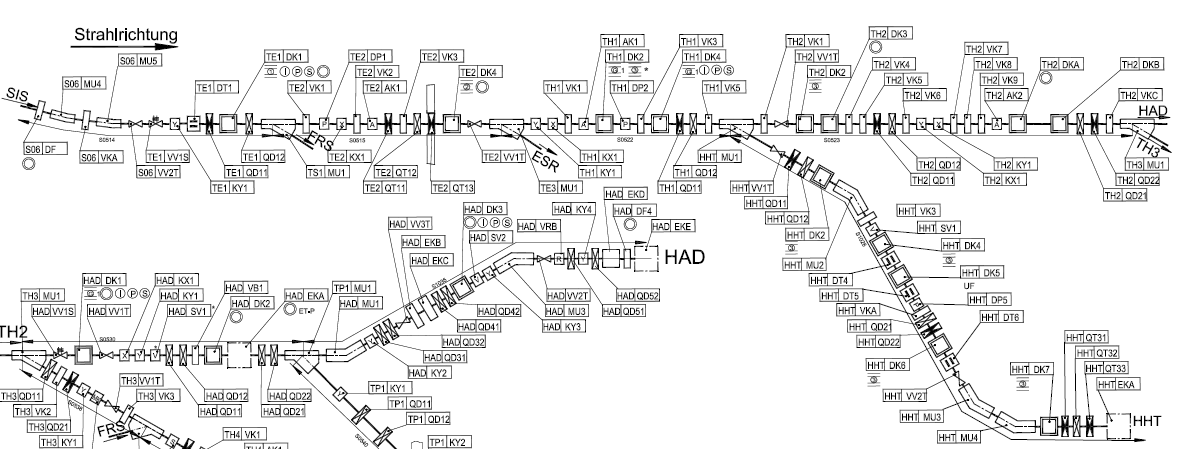 Strahlrichtung
SIS
S06 MU4
S06 MU5
S06 DF
S06 VKA
S06 VV2T
S0514
TE1 VV1S
TE1 KY1
TE1 DT1
TE1 QD11
TE1 QD12
TE1 DK1
I P S
TE2 VK1
FRS
TS1 MU1
TE2 DP1
TE2 VK2
TE2 AK1
TE2 KX1
S0515
TE2 QT11
TE2 QT12
TE2 QT13
TE2 VK3
TE2 DK4
TE2 VV1T
ESR
TE3 MU1
TH1 VK1
TH1 KX1
TH1 KY1
TH1 AK1
TH1 DK2
TH1 DP2
S0522
TH1 VK3
TH1 DK4
I P S
TH1 VK5
TH1 QD11
TH1 QD12
HHT MU1
TH2 VK1
TH2 VV1T
TH2 DK2
S0523
TH2 DK3
TH2 VK4
TH2 VK5
TH2 VK6
TH2 QD12
TH2 QD11
TH2 KY1
TH2 KX1
TH2 VK7
TH2 VK8
TH2 VK9
TH2 AK2
TH2 DKA
TH2 DKB
TH2 VKC
HAD
TH3
TH3 MU1
TH2 QD22
TH2 QD21
HHT VV1T
HHT QD11
HHT QD12
HHT DK2
HHT MU2
S1025
HHT VK3
HHT SV1
HHT DK4
HHT DK5
UF
HHT DP5
HHT DT6
HHT DT4
HHT DT5
HHT VKA
HHT QD21
HHT QD22
HHT DK6
HHT VV2T
HHT MU3
HHT MU4
HHT DK7
HHT QT31
HHT QT32
HHT QT33
HHT EKA
HHT
HAD EKD
HAD KY4
HAD DF4
HAD EKE
HAD DK3
I P S
HAD VRB
HAD SV2
HAD VV3T
HAD EKB
HAD EKC
HAD
HAD VV2T
HAD QD52
HAD MU3
HAD QD51
HAD KY3
HAD QD42
HAD QD41
HAD QD32
HAD QD31
HAD KY2
TH2
TH3 MU1
HAD VV1S
HAD DK1
I P S
HAD VV1T
HAD KX1
HAD KY1
HAD SV1 *
HAD VB1
HAD DK2
HAD EKA
ET-P
TP1 MU1
HAD MU1
S0530
HAD QD12
HAD QD11
HAD QD22
HAD QD21
TH3 QD11
TH3 VK2
TH3 QD21
TH3 KY1
TH3 VV1T
TH3 VK3
FRS
TH4 VK1
TH4 AK1
TP1 KY1
TP1 QD11
TP1 QD12
TP1 KY2